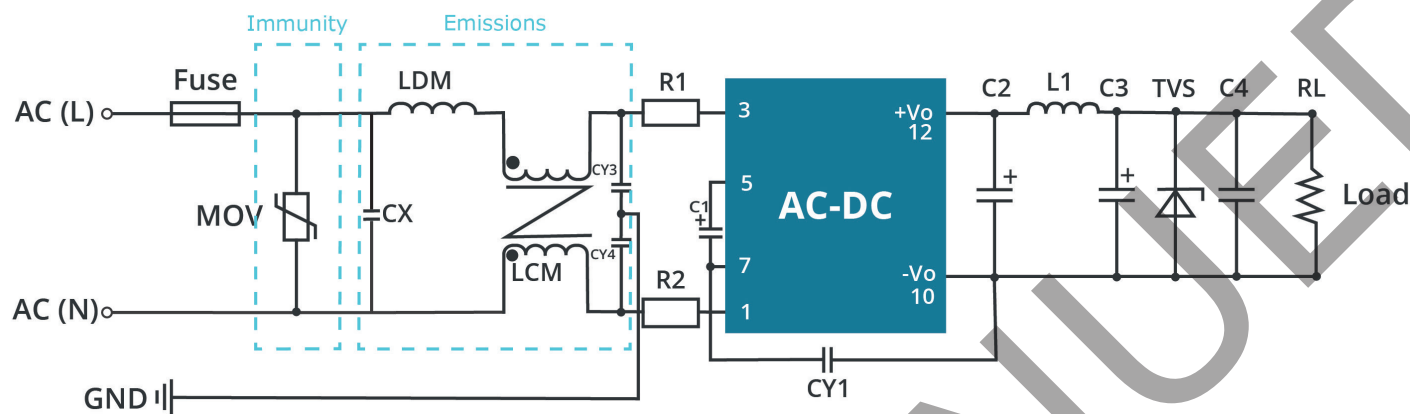 Immunity
Emissions
Fuse
LDM
R1
C2
L1
C3
TVS
C4
RL
AC (L)
3
+Vo
12
+
+
CY3
5
MOV
CX
C1
+
AC-DC
Load
CY4
LCM
7
R2
-Vo
10
AC (N)
1
CY1
GND